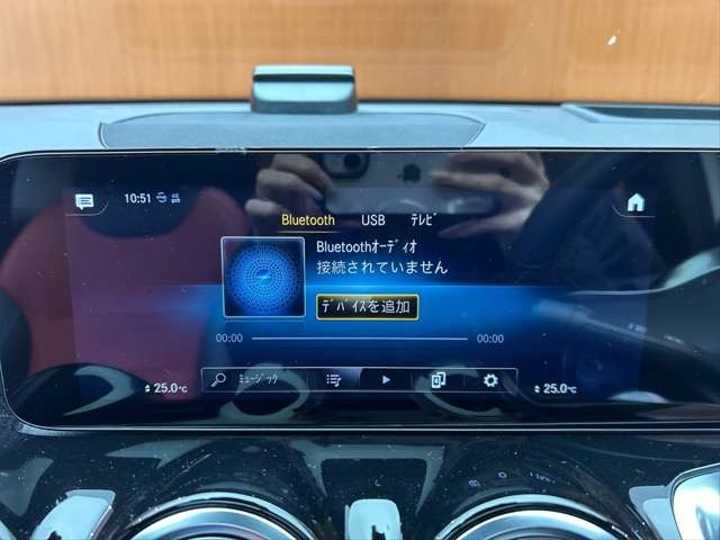 10:51
Bluetooth USB ﾃﾚﾋﾞ
Bluetoothｵｰﾃﾞｨｵ
接続されていません
ﾃﾞﾊﾞｲｽを追加
00:00 00:00
ﾐｭｰｼﾞｯｸ
25.0℃ 25.0℃
L